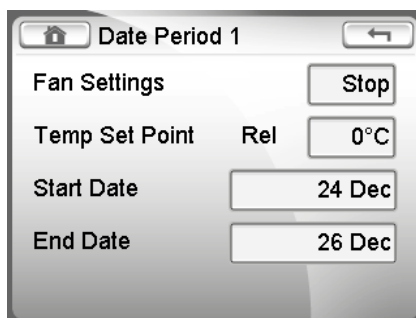 Date Period 1
Fan Settings Stop
Temp Set Point Rel 0°C
Start Date 24 Dec
End Date 26 Dec